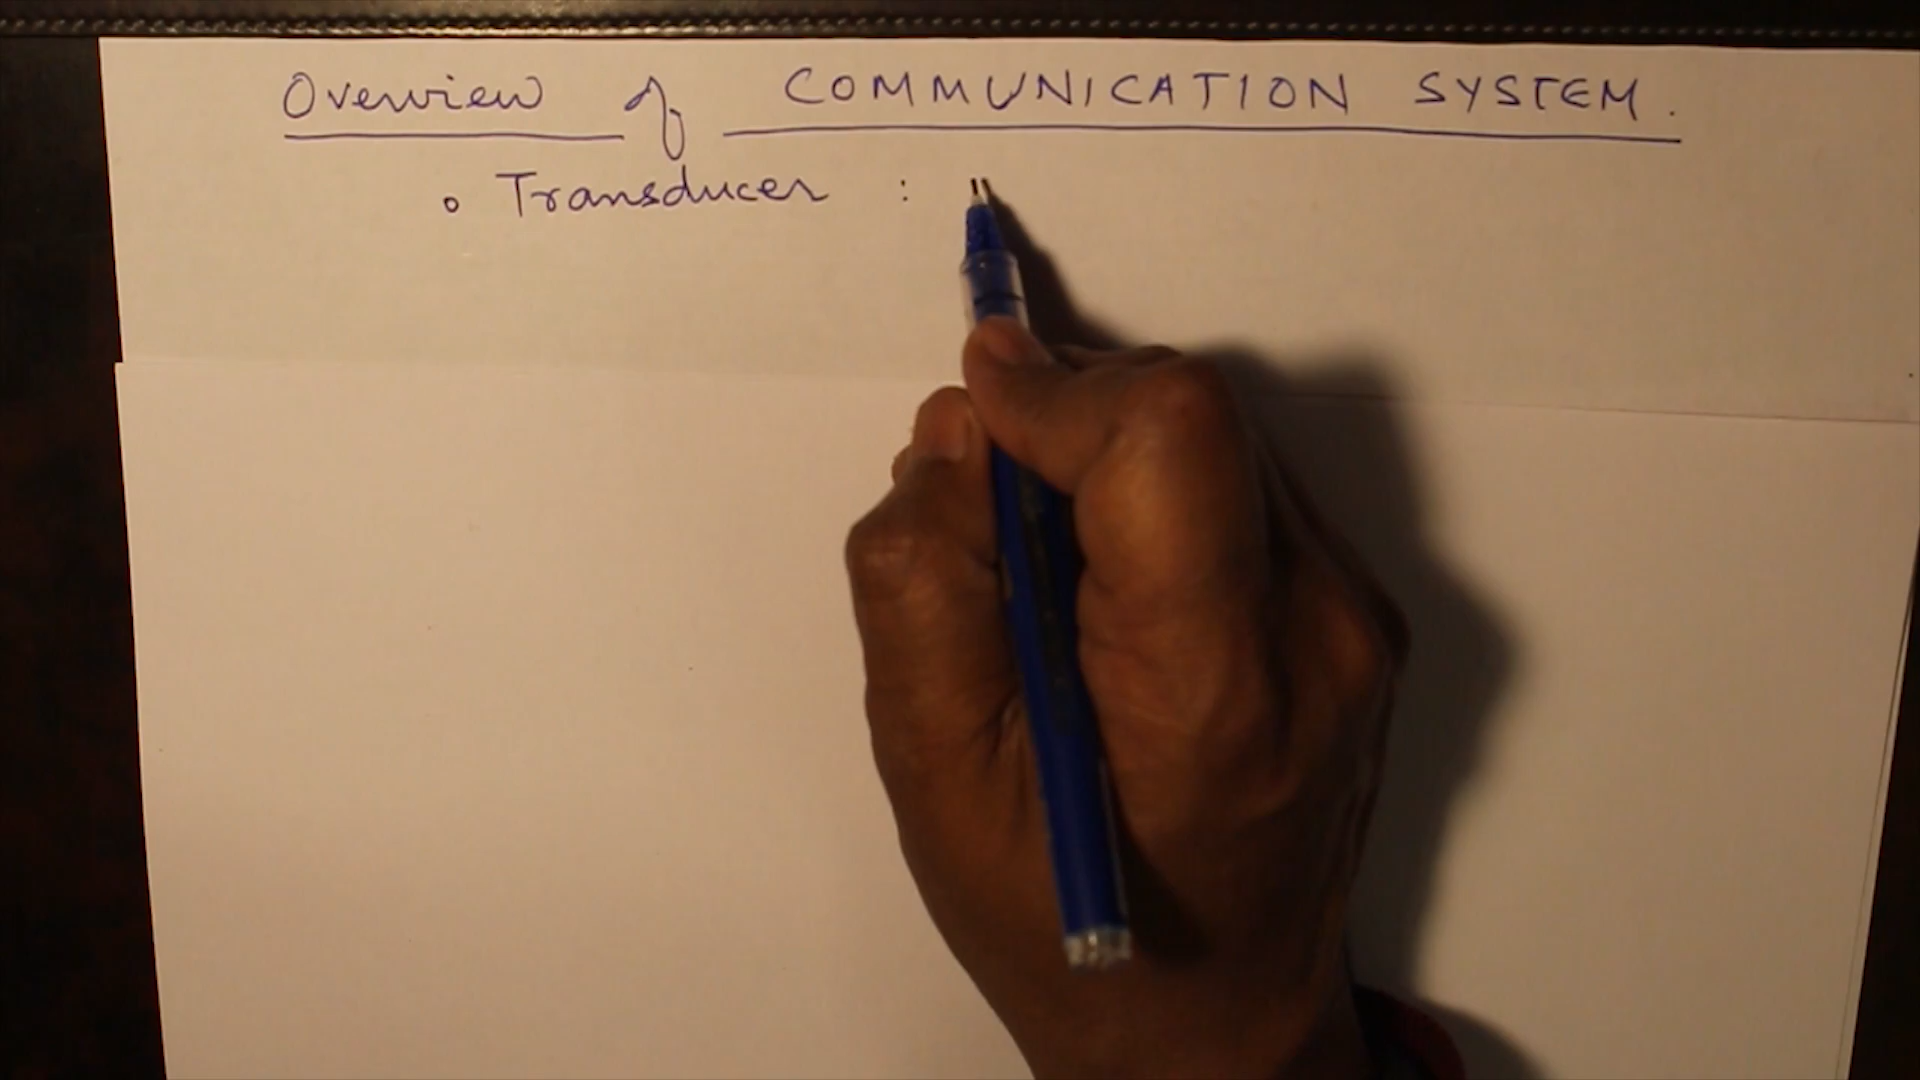 Overview of COMMUNICATION SYSTEM.
o Transducer :